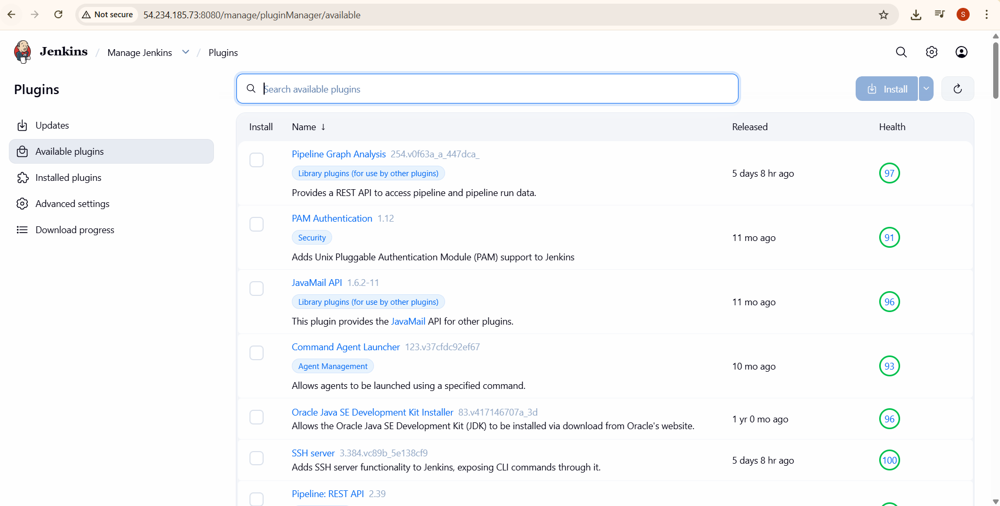 Not secure 54.234.185.73:8080/manage/pluginManager/available
S
Jenkins / Manage Jenkins / Plugins
Plugins
Search available plugins
Install
Updates
Available plugins
Installed plugins
Advanced settings
Download progress
Install Name ↓ Released Health
Pipeline Graph Analysis 254.v0f63a_a_447dca_
Library plugins (for use by other plugins)
5 days 8 hr ago 97
Provides a REST API to access pipeline and pipeline run data.
PAM Authentication 1.12
Security
11 mo ago 91
Adds Unix Pluggable Authentication Module (PAM) support to Jenkins
JavaMail API 1.6.2-11
Library plugins (for use by other plugins)
11 mo ago 96
This plugin provides the JavaMail API for other plugins.
Command Agent Launcher 123.v37cfdc92ef67
Agent Management
10 mo ago 93
Allows agents to be launched using a specified command.
Oracle Java SE Development Kit Installer 83.v417146707a_3d
1 yr 0 mo ago 96
Allows the Oracle Java SE Development Kit (JDK) to be installed via download from Oracle's website.
SSH server 3.384.vc89b_5e138cf9
5 days 8 hr ago 100
Adds SSH server functionality to Jenkins, exposing CLI commands through it.
Pipeline: REST API 2.39